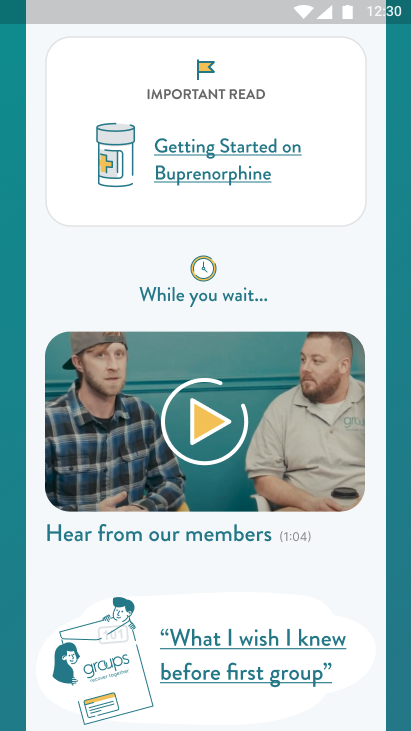 12:30
IMPORTANT READ
Getting Started on
Buprenorphine
While you wait...
Hear from our members (1:04)
101
groups
recover together
“What I wish I knew
before first group”